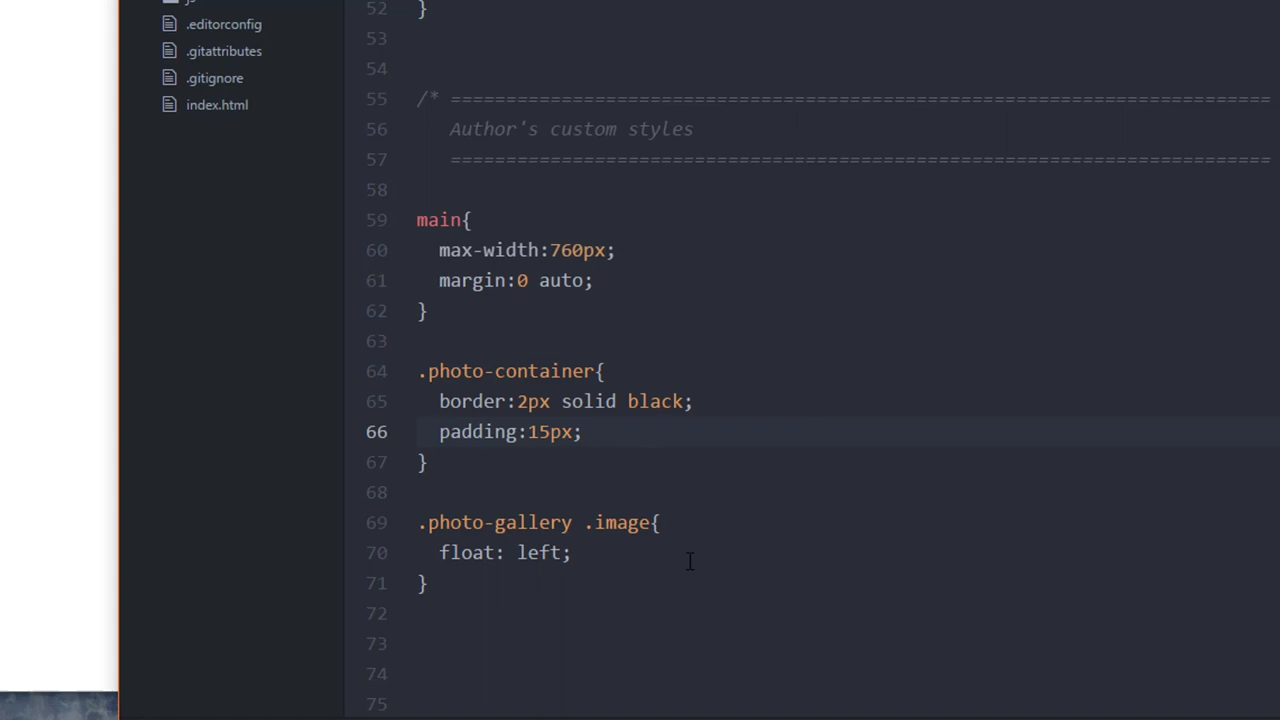 52 }
.editorconfig
53
.gitattributes
54
.gitignore
55 /* ==========================================================================
index.html
56 Author's custom styles
57 ==========================================================================
58
59 main{
60 max-width:760px;
61 margin:0 auto;
62 }
63
64 .photo-container{
65 border:2px solid black;
66 padding:15px;
67 }
68
69 .photo-gallery .image{
70 float: left;
71 }
72
73
74
75